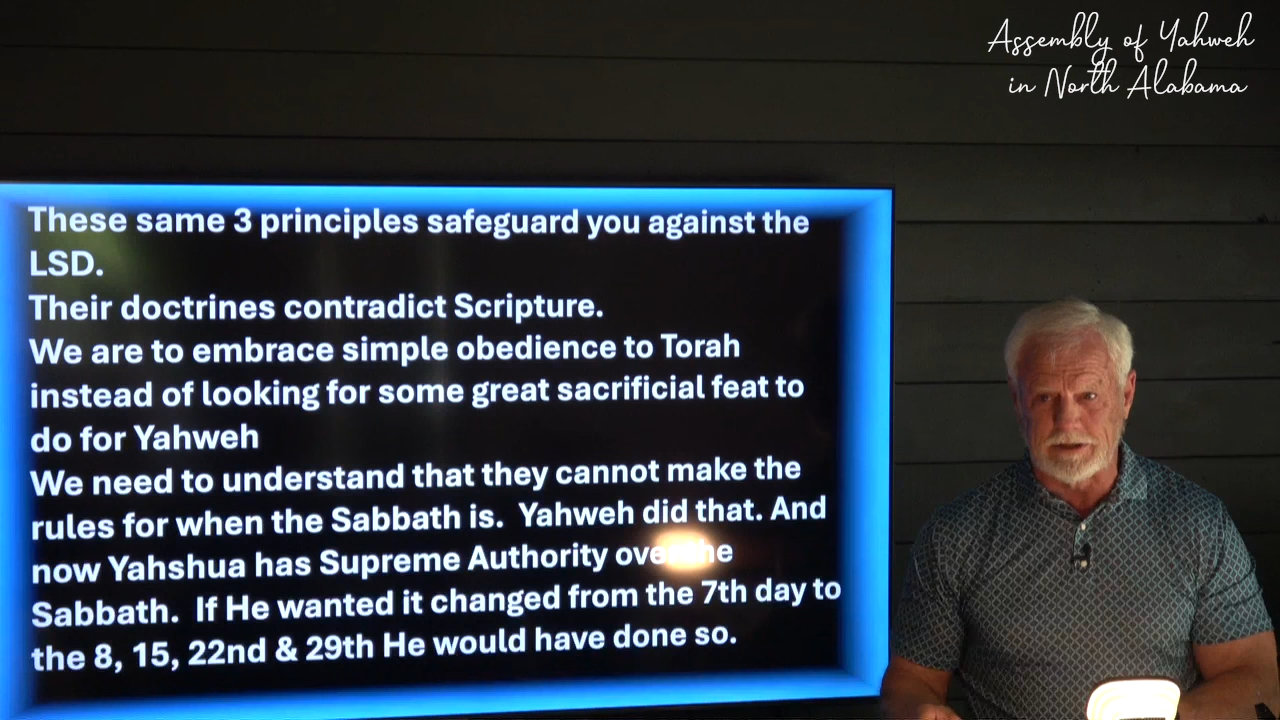 Assembly of Yahweh
in North Alabama
These same 3 principles safeguard you against the
LSD.
Their doctrines contradict Scripture.
We are to embrace simple obedience to Torah
instead of looking for some great sacrificial feat to
do for Yahweh
We need to understand that they cannot make the
rules for when the Sabbath is.  Yahweh did that. And
now Yahshua has Supreme Authority over the
Sabbath.  If He wanted it changed from the 7th day to
the 8, 15, 22nd & 29th He would have done so.